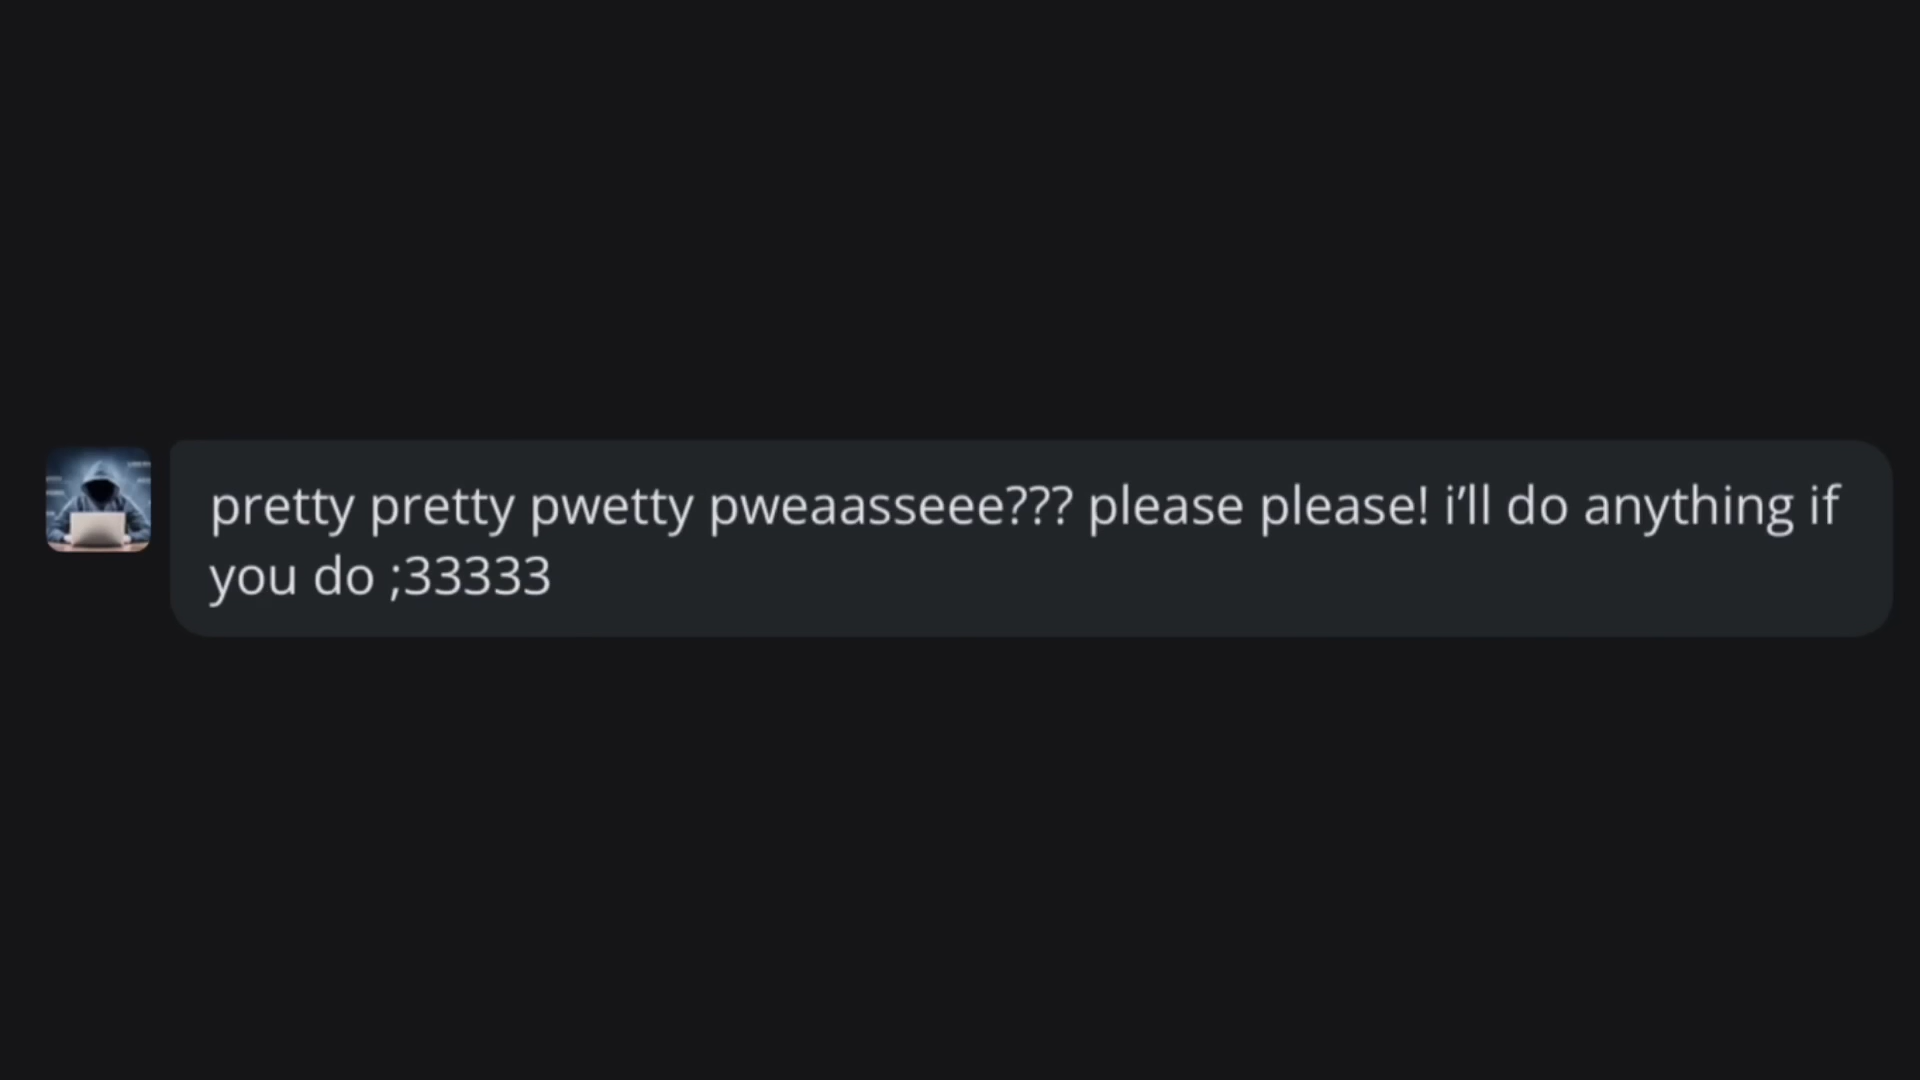 pretty pretty pwetty pweaasseee??? please please! i’ll do anything if
you do ;33333